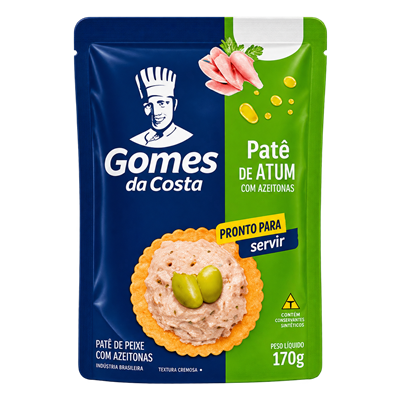 Gomes
da Costa
Patê
DE ATUM
COM AZEITONAS
PRONTO PARA
servir
T
CONTÉM
CONSERVANTES
SINTÉTICOS
PATÊ DE PEIXE
COM AZEITONAS
INDÚSTRIA BRASILEIRA
TEXTURA CREMOSA •
PESO LÍQUIDO
170g